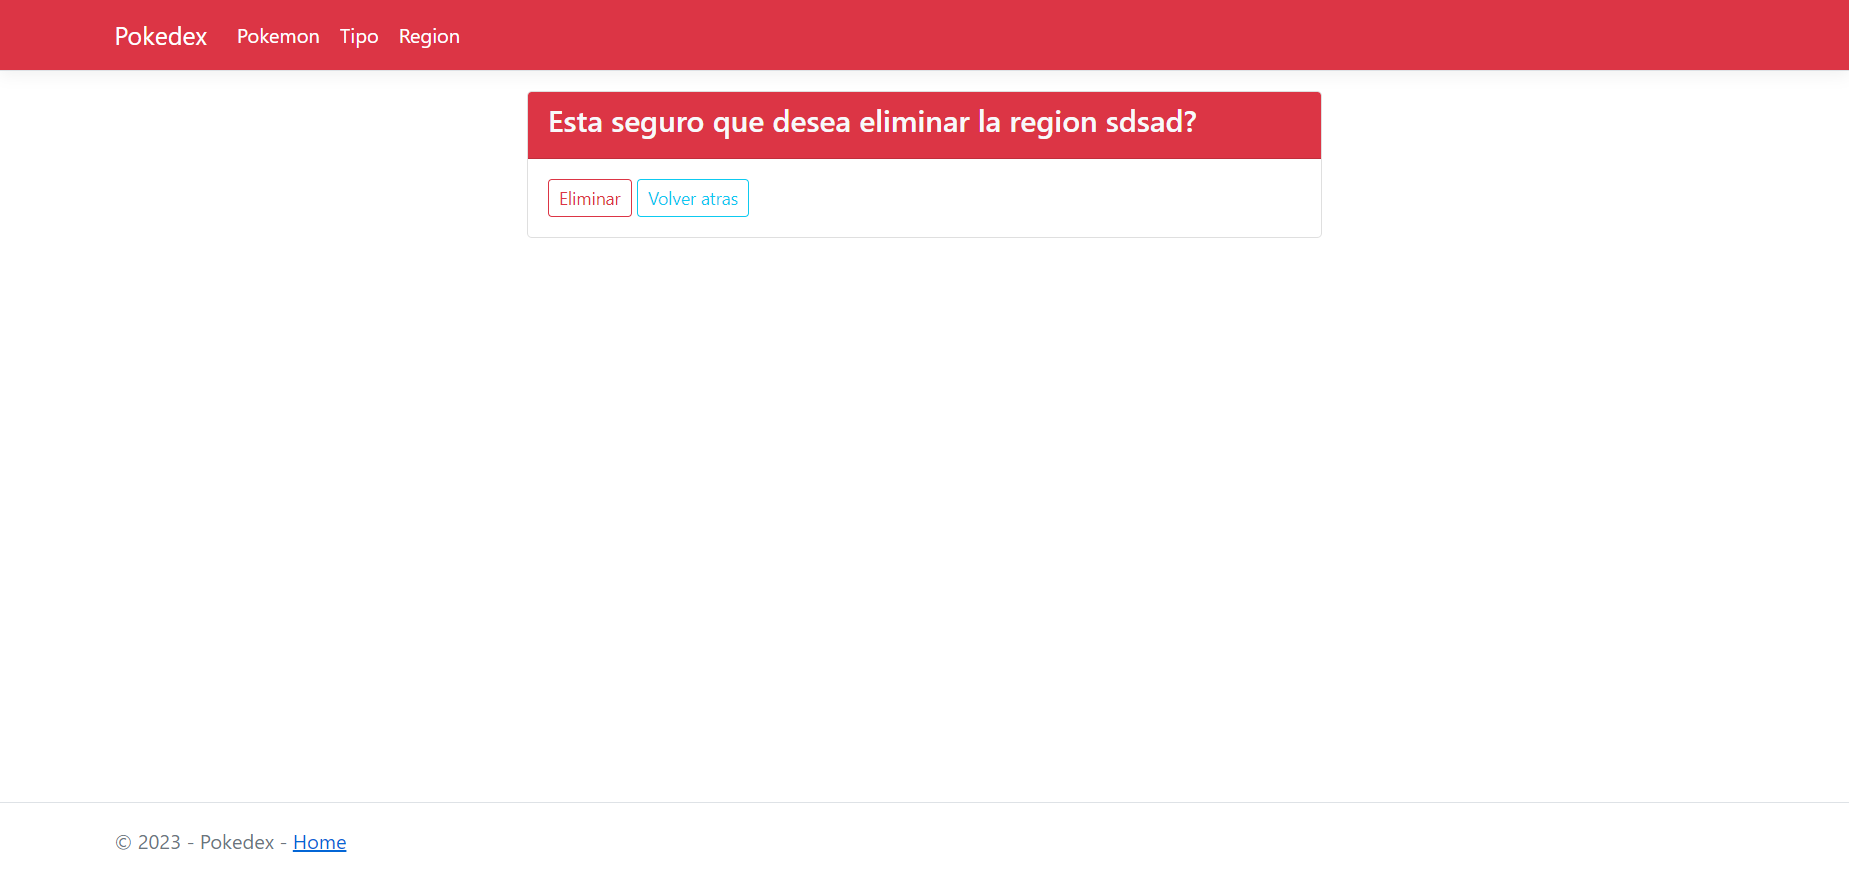 Pokedex Pokemon Tipo Region
Esta seguro que desea eliminar la region sdsad?
Eliminar Volver atras
© 2023 - Pokedex - Home